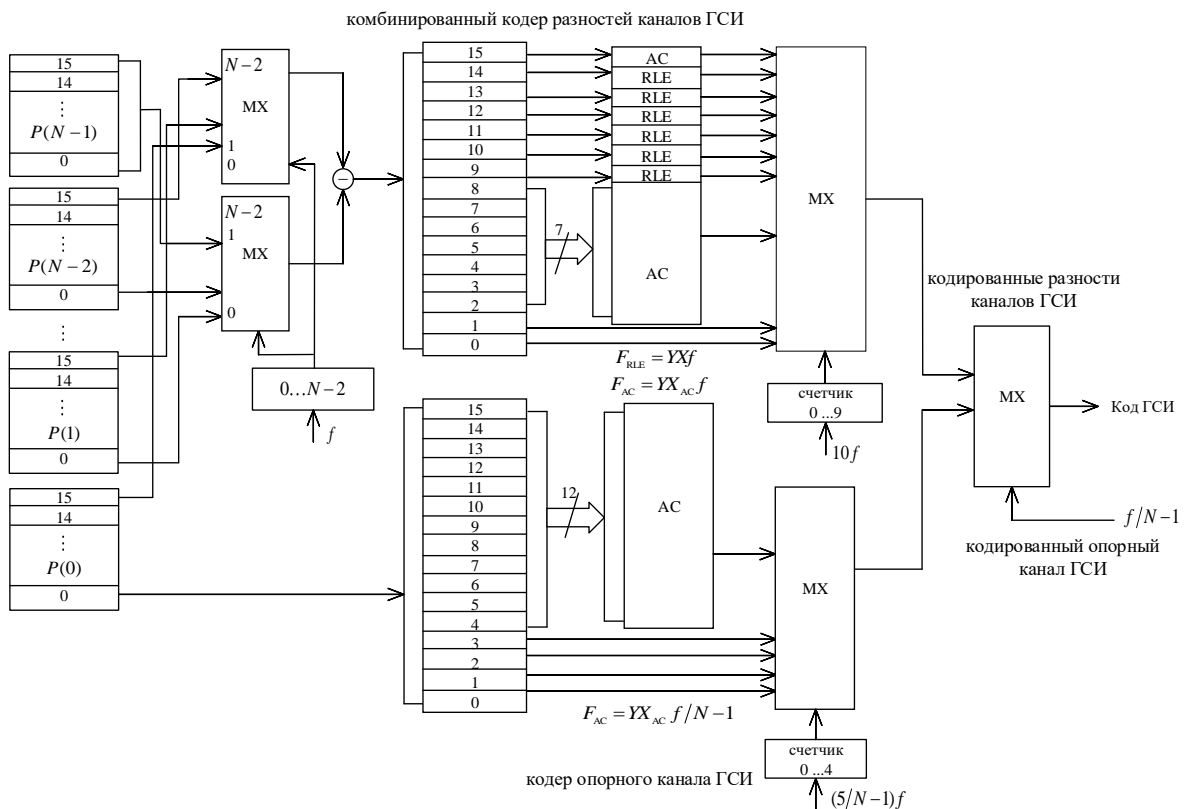 комбинированный кодер разностей каналов ГСИ
15
14
⋮
P(N−1)
0
15
14
⋮
P(N−2)
0
⋮
15
14
P(1)
0
15
14
⋮
P(0)
0
N−2
MX
1
0
N−2
1
MX
0
0…N−2
f
−
15
14
13
12
11
10
9
8
7
6
5
4
3
2
1
0
7
AC
RLE
RLE
RLE
RLE
RLE
RLE
AC
F_RLE = YXf
F_AC = YX_AC f
MX
счетчик
0 ...9
10f
15
14
13
12
11
10
9
8
7
6
5
4
3
2
1
0
12
AC
F_AC = YX_AC f/N−1
MX
счетчик
0 ...4
(5/N−1)f
кодер опорного канала ГСИ
кодированные разности
каналов ГСИ
MX
Код ГСИ
f/N−1
кодированный опорный
канал ГСИ